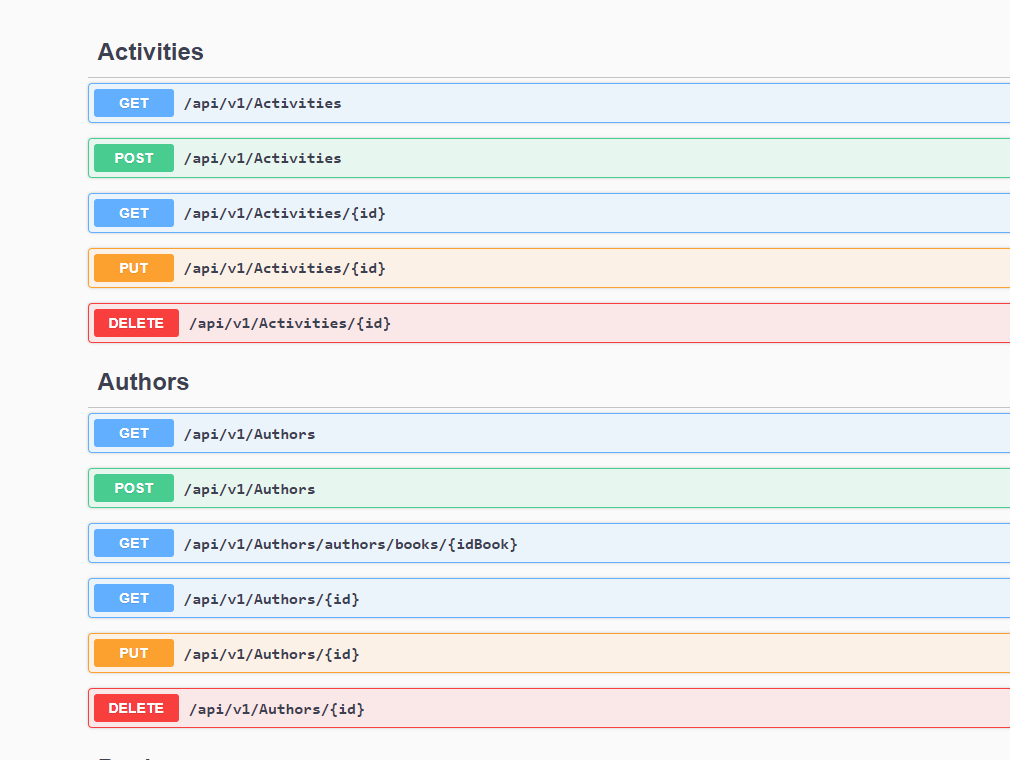 Activities
GET /api/v1/Activities
POST /api/v1/Activities
GET /api/v1/Activities/{id}
PUT /api/v1/Activities/{id}
DELETE /api/v1/Activities/{id}
Authors
GET /api/v1/Authors
POST /api/v1/Authors
GET /api/v1/Authors/authors/books/{idBook}
GET /api/v1/Authors/{id}
PUT /api/v1/Authors/{id}
DELETE /api/v1/Authors/{id}